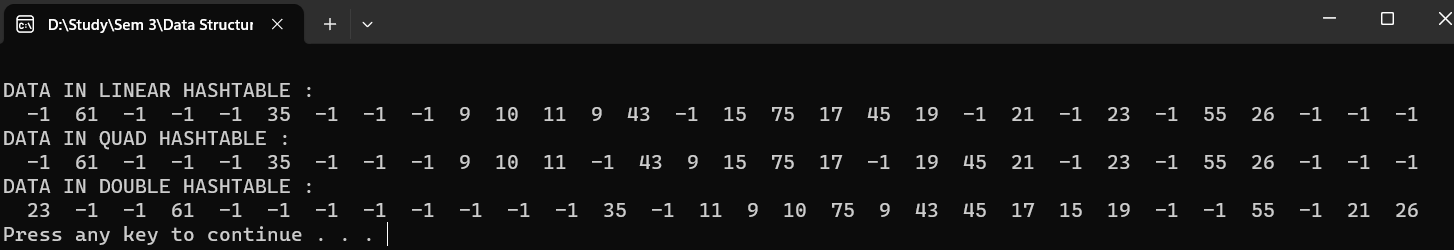 D:\Study\Sem 3\Data Structur
DATA IN LINEAR HASHTABLE :
-1 61 -1 -1 -1 35 -1 -1 -1 9 10 11 9 43 -1 15 75 17 45 19 -1 21 -1 23 -1 55 26 -1 -1 -1
DATA IN QUAD HASHTABLE :
-1 61 -1 -1 -1 35 -1 -1 -1 9 10 11 -1 43 9 15 75 17 -1 19 45 21 -1 23 -1 55 26 -1 -1 -1
DATA IN DOUBLE HASHTABLE :
23 -1 -1 61 -1 -1 -1 -1 -1 -1 -1 -1 35 -1 11 9 10 75 9 43 45 17 15 19 -1 -1 55 -1 21 26
Press any key to continue . . .